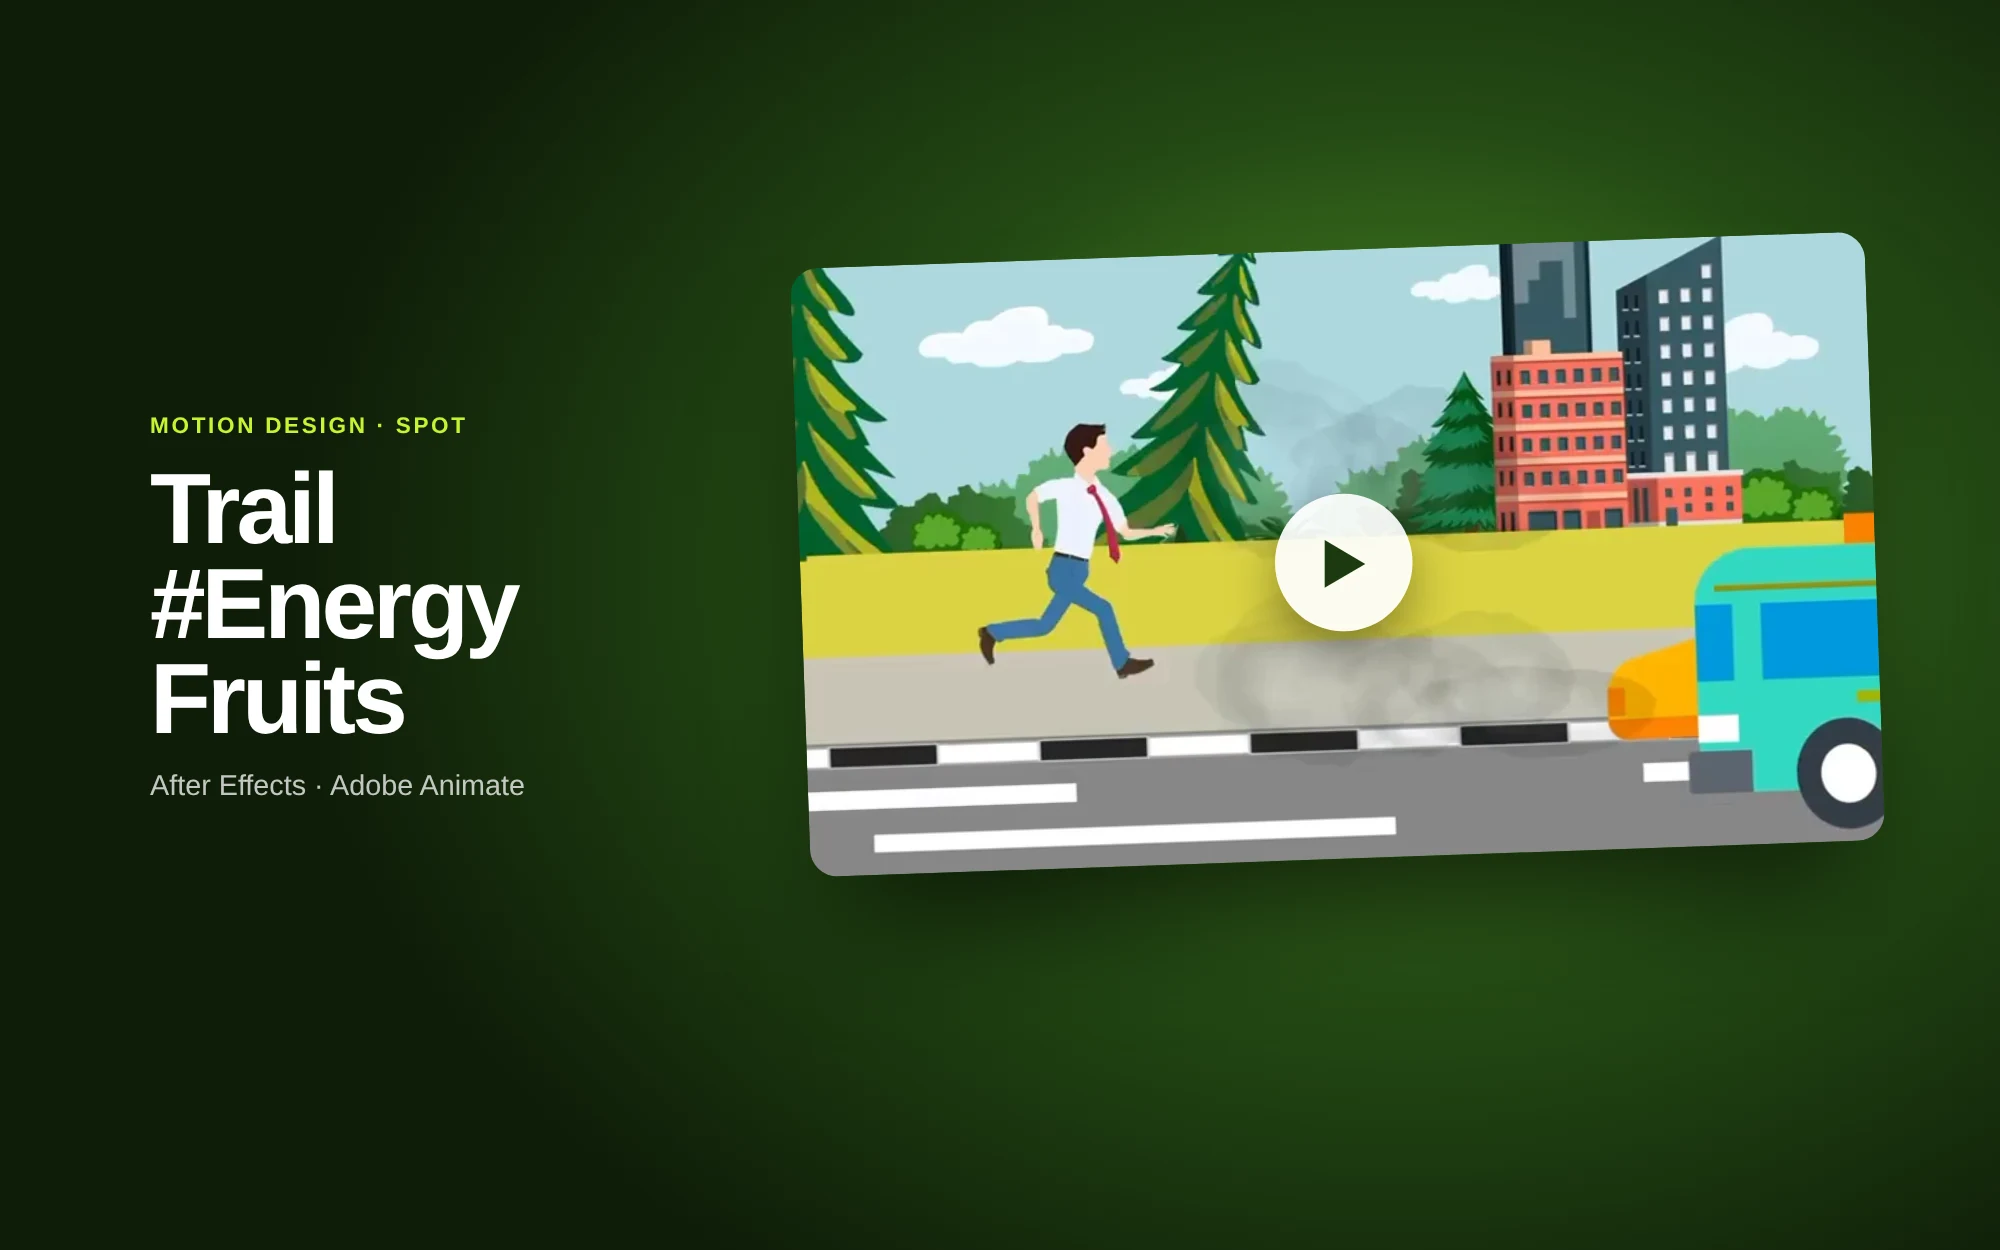 MOTION DESIGN · SPOT
Trail
#Energy
Fruits
After Effects · Adobe Animate